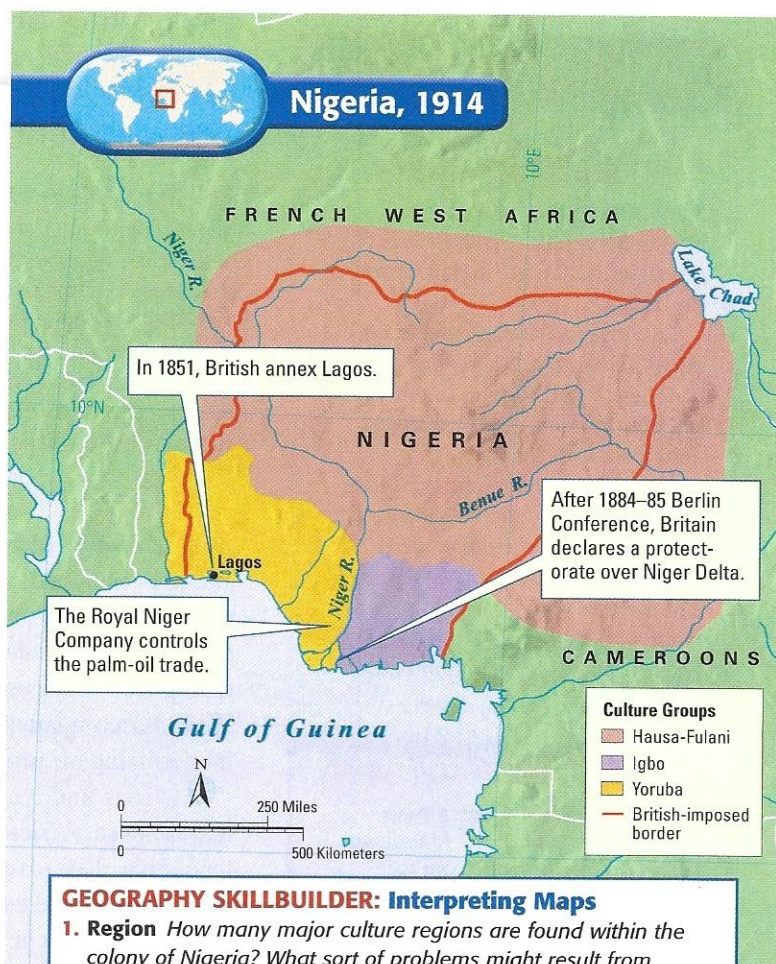 Nigeria, 1914
10°E
FRENCH WEST AFRICA
Niger R.
Lake Chad
In 1851, British annex Lagos.
10°N
NIGERIA
Benue R.
After 1884–85 Berlin
Conference, Britain
declares a protect-
orate over Niger Delta.
Lagos
Niger R.
The Royal Niger
Company controls
the palm-oil trade.
CAMEROONS
Gulf of Guinea
Culture Groups
Hausa-Fulani
Igbo
Yoruba
British-imposed
border
N
0 250 Miles
0 500 Kilometers
GEOGRAPHY SKILLBUILDER: Interpreting Maps
1. Region How many major culture regions are found within the
colony of Nigeria? What sort of problems might result from